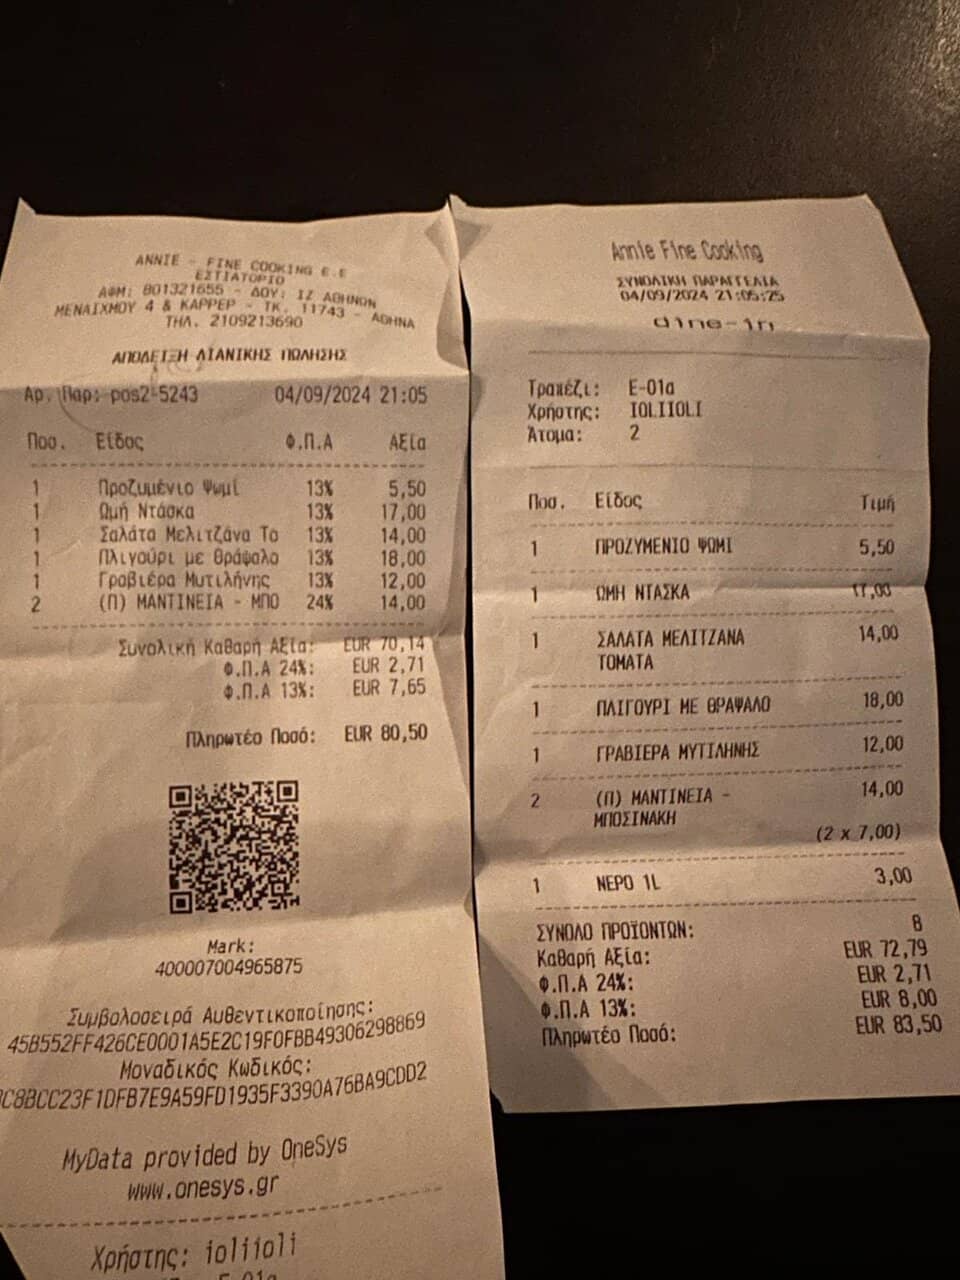 ANNIE - FINE COOKING E.E
ΕΣΤΙΑΤΟΡΙΟ
ΑΦΜ: 801321655 - ΔΟΥ: ΙΖ ΑΘΗΝΩΝ
ΜΕΝΑΙΧΜΟΥ 4 & ΚΑΡΡΕΡ - ΤΚ. 11743 - ΑΘΗΝΑ
ΤΗΛ. 2109213690
ΑΠΟΔΕΙΞΗ ΛΙΑΝΙΚΗΣ ΠΩΛΗΣΗΣ
Αρ. Παρ: pos2-5243 04/09/2024 21:05
Ποσ. Είδος Φ.Π.Α Αξία
1 Προζυμένιο Ψωμί 13% 5,50
1 Ωμή Ντάσκα 13% 17,00
1 Σαλάτα Μελιτζάνα Το 13% 14,00
1 Πλιγούρι με Θράψαλο 13% 18,00
1 Γραβιέρα Μυτιλήνης 13% 12,00
2 (Π) ΜΑΝΤΙΝΕΙΑ - ΜΠΟ 24% 14,00
Συνολική Καθαρή Αξία: EUR 70,14
Φ.Π.Α 24%: EUR 2,71
Φ.Π.Α 13%: EUR 7,65
Πληρωτέο Ποσό: EUR 80,50
Mark:
400007004965875
Συμβολοσειρά Αυθεντικοποίησης:
45B552FF426CE0001A5E2C19F0FBB49306298869
Μοναδικός Κωδικός:
C8BCC23F1DFB7E9A59FD1935F3390A76BA9CDD2
MyData provided by OneSys
www.onesys.gr
Χρήστης: ioliioli
E-01a
Annie Fine Cooking
ΣΥΝΟΛΙΚΗ ΠΑΡΑΓΓΕΛΙΑ
04/09/2024 21:05:25
dine-in
Τραπέζι: E-01a
Χρήστης: IOLIIOLI
Άτομα: 2
Ποσ. Είδος Τιμή
1 ΠΡΟΖΥΜΕΝΙΟ ΨΩΜΙ 5,50
1 ΩΜΗ ΝΤΑΣΚΑ 17,00
1 ΣΑΛΑΤΑ ΜΕΛΙΤΖΑΝΑ 14,00
ΤΟΜΑΤΑ
1 ΠΛΙΓΟΥΡΙ ΜΕ ΘΡΑΨΑΛΟ 18,00
1 ΓΡΑΒΙΕΡΑ ΜΥΤΙΛΗΝΗΣ 12,00
2 (Π) ΜΑΝΤΙΝΕΙΑ - 14,00
ΜΠΟΣΙΝΑΚΗ
(2 x 7,00)
1 ΝΕΡΟ 1L 3,00
ΣΥΝΟΛΟ ΠΡΟΪΟΝΤΩΝ: 8
Καθαρή Αξία: EUR 72,79
Φ.Π.Α 24%: EUR 2,71
Φ.Π.Α 13%: EUR 8,00
Πληρωτέο Ποσό: EUR 83,50